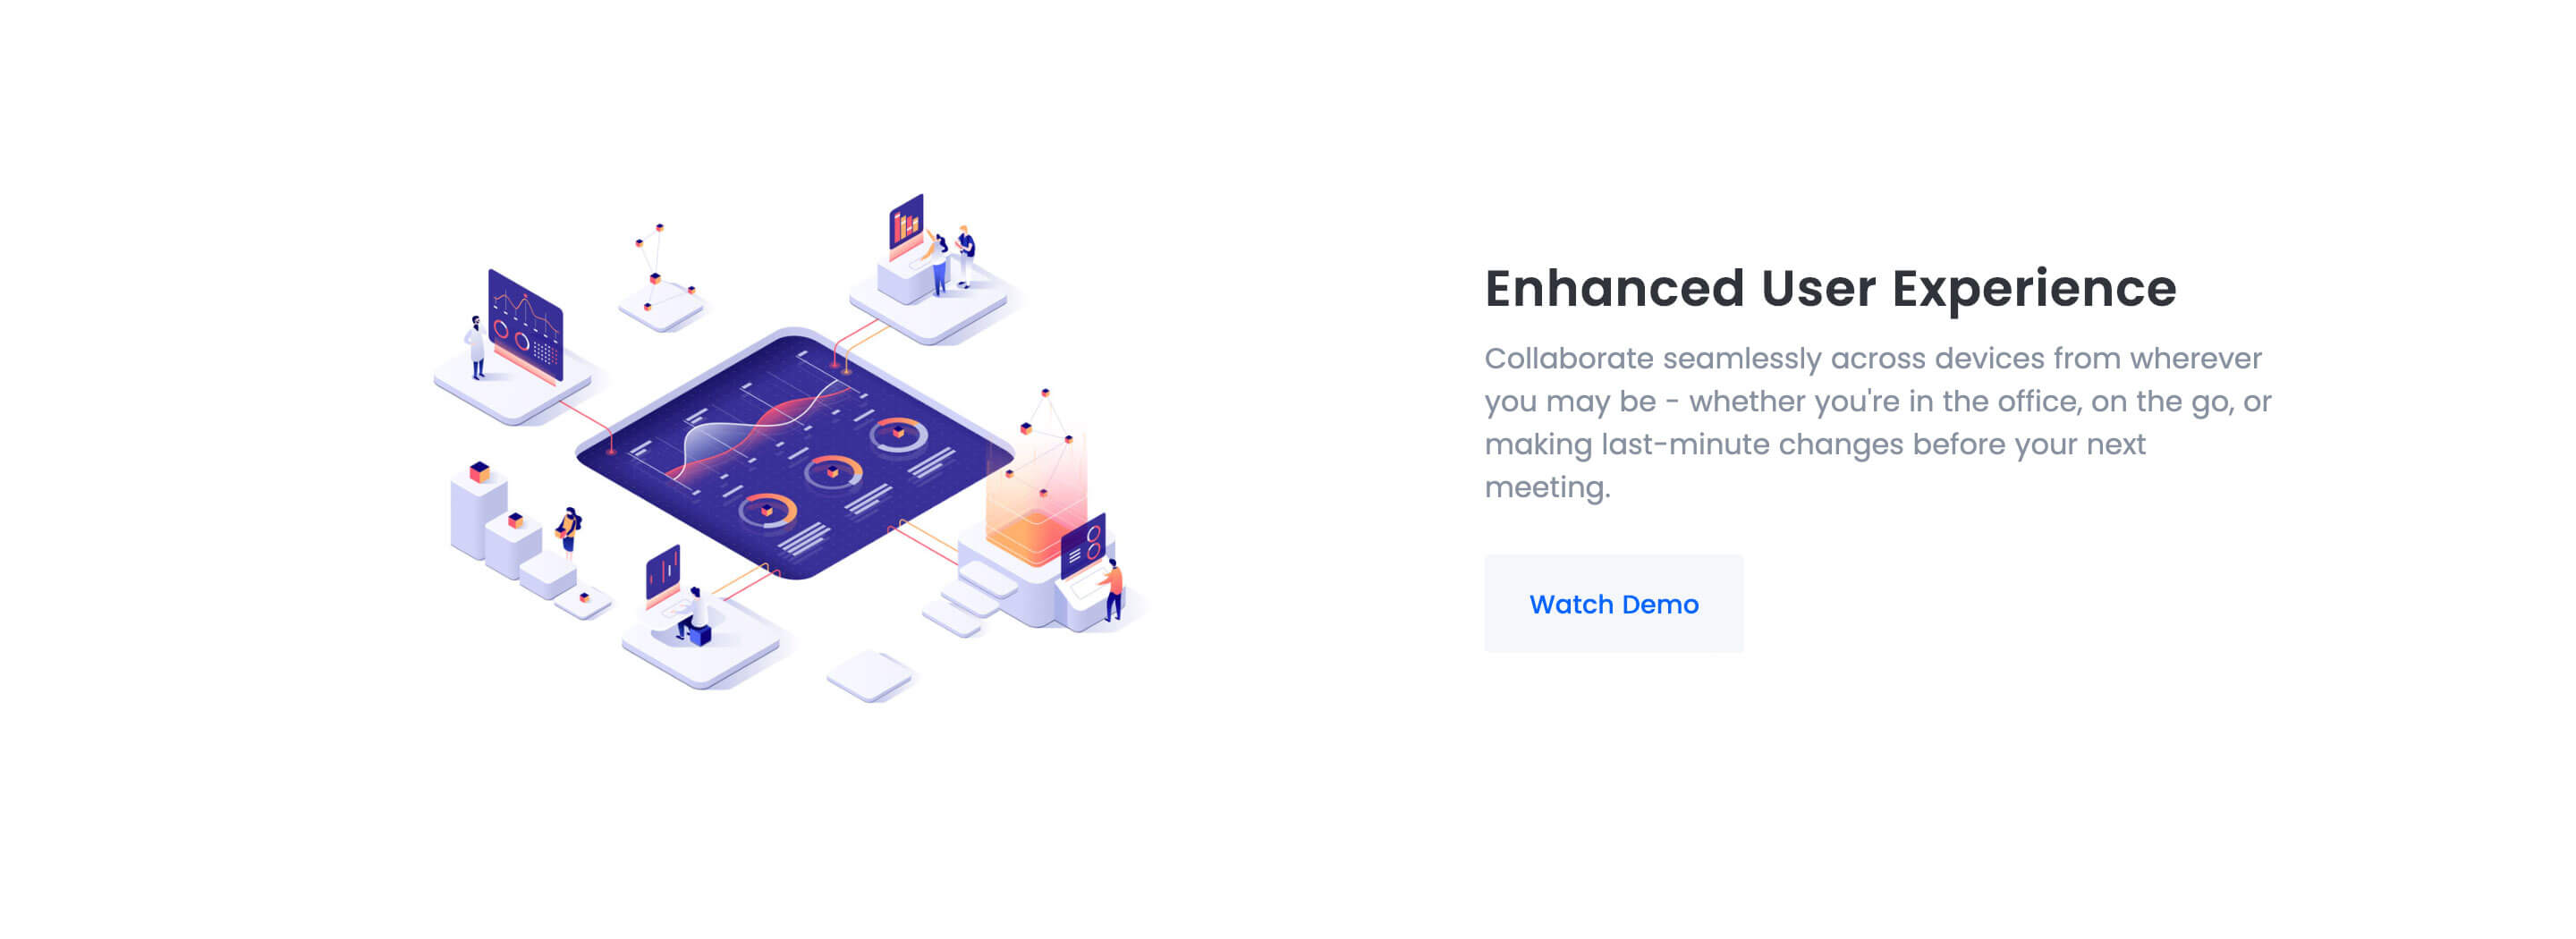 Enhanced User Experience
Collaborate seamlessly across devices from wherever
you may be - whether you're in the office, on the go, or
making last-minute changes before your next
meeting.
Watch Demo